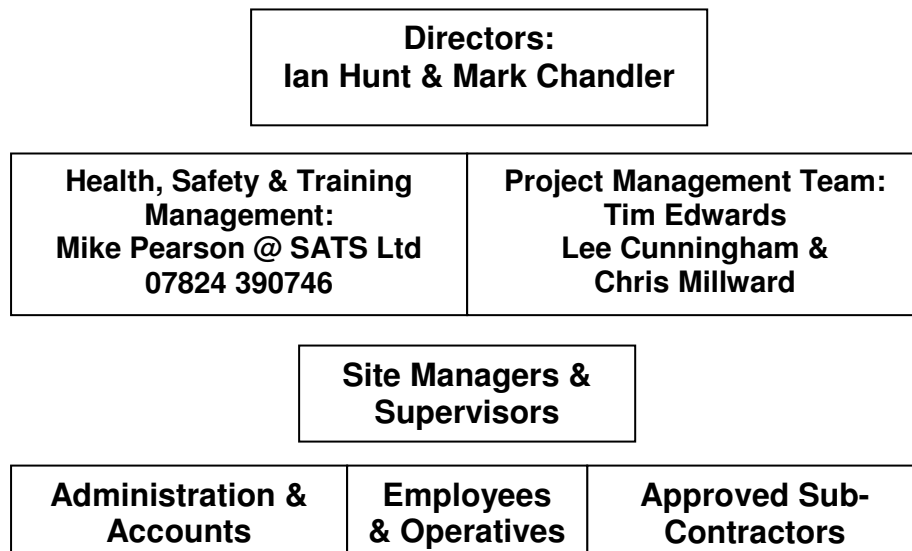 Directors:
Ian Hunt & Mark Chandler
Health, Safety & Training
Management:
Mike Pearson @ SATS Ltd
07824 390746
Project Management Team:
Tim Edwards
Lee Cunningham &
Chris Millward
Site Managers &
Supervisors
Administration &
Accounts
Employees
& Operatives
Approved Sub-
Contractors